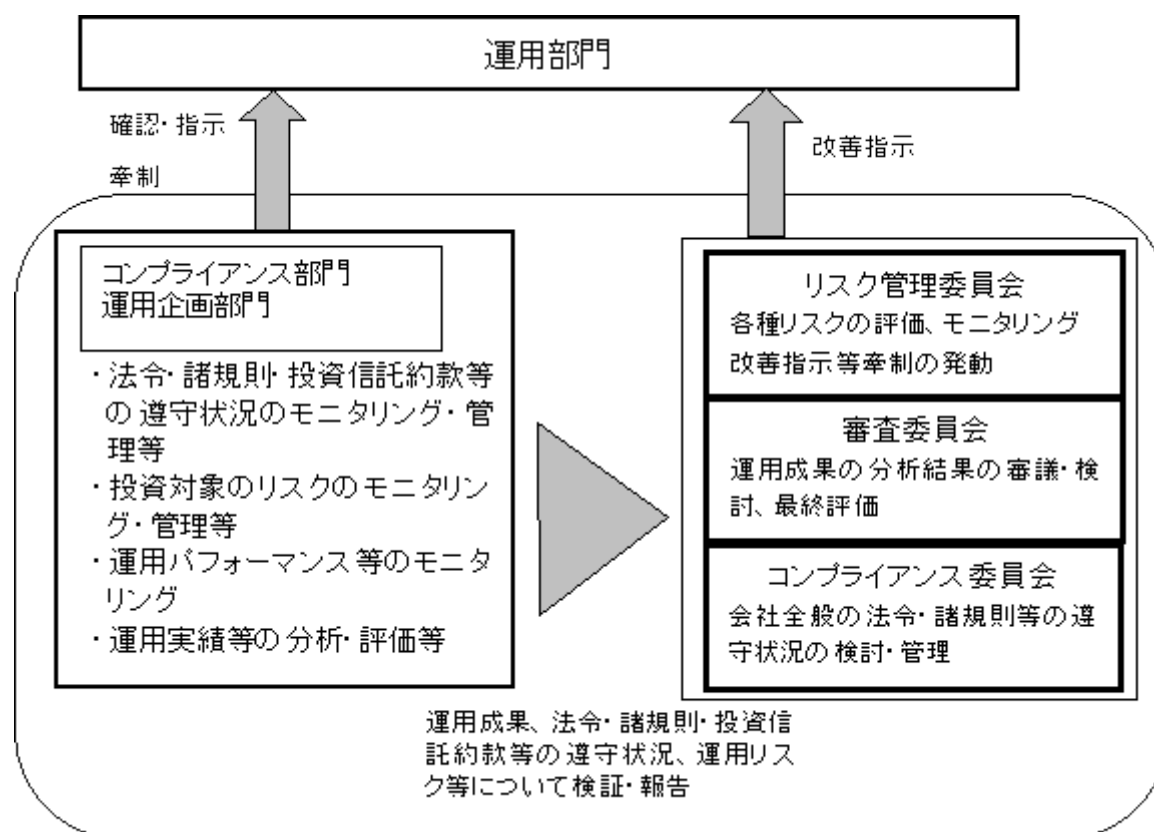 運用部門
確認・指示
牽制
改善指示
コンプライアンス部門
運用企画部門
・法令・諸規則・投資信託約款等
の遵守状況のモニタリング・管
理等
・投資対象のリスクのモニタリン
グ・管理等
・運用パフォーマンス等のモニタ
リング
・運用実績等の分析・評価等
リスク管理委員会
各種リスクの評価、モニタリング
改善指示等牽制の発動
審査委員会
運用成果の分析結果の審議・検
討、最終評価
コンプライアンス委員会
会社全般の法令・諸規則等の遵
守状況の検討・管理
運用成果、法令・諸規則・投資信
託約款等の遵守状況、運用リス
ク等について検証・報告